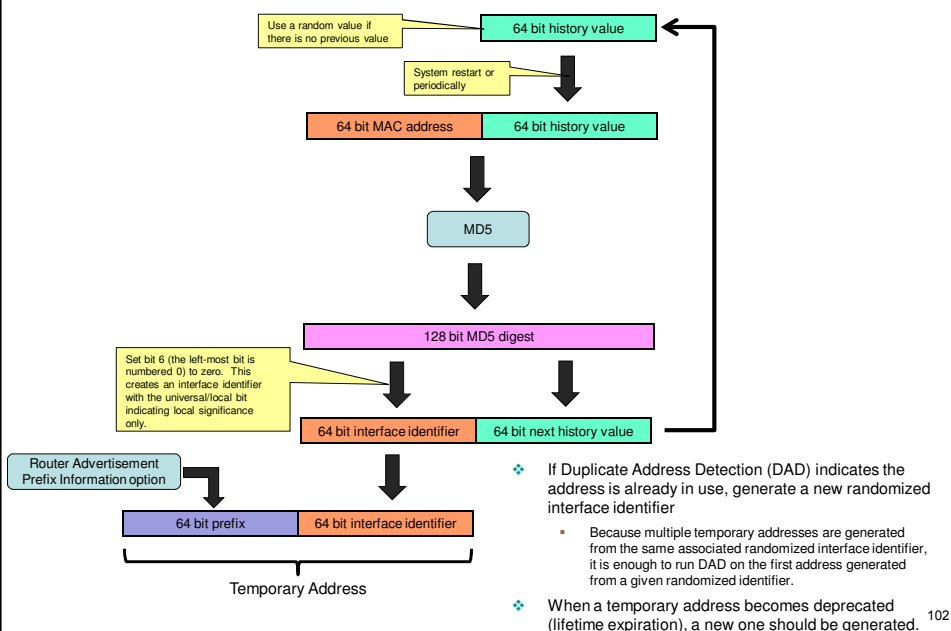 Use a random value if
there is no previous value
64 bit history value
System restart or
periodically
64 bit MAC address
64 bit history value
MD5
128 bit MD5 digest
Set bit 6 (the left-most bit is
numbered 0) to zero. This
creates an interface identifier
with the universal/local bit
indicating local significance
only.
64 bit interface identifier
64 bit next history value
Router Advertisement
Prefix Information option
64 bit prefix
64 bit interface identifier
Temporary Address
If Duplicate Address Detection (DAD) indicates the
address is already in use, generate a new randomized
interface identifier
Because multiple temporary addresses are generated
from the same associated randomized interface identifier,
it is enough to run DAD on the first address generated
from a given randomized identifier.
When a temporary address becomes deprecated
(lifetime expiration), a new one should be generated.
102